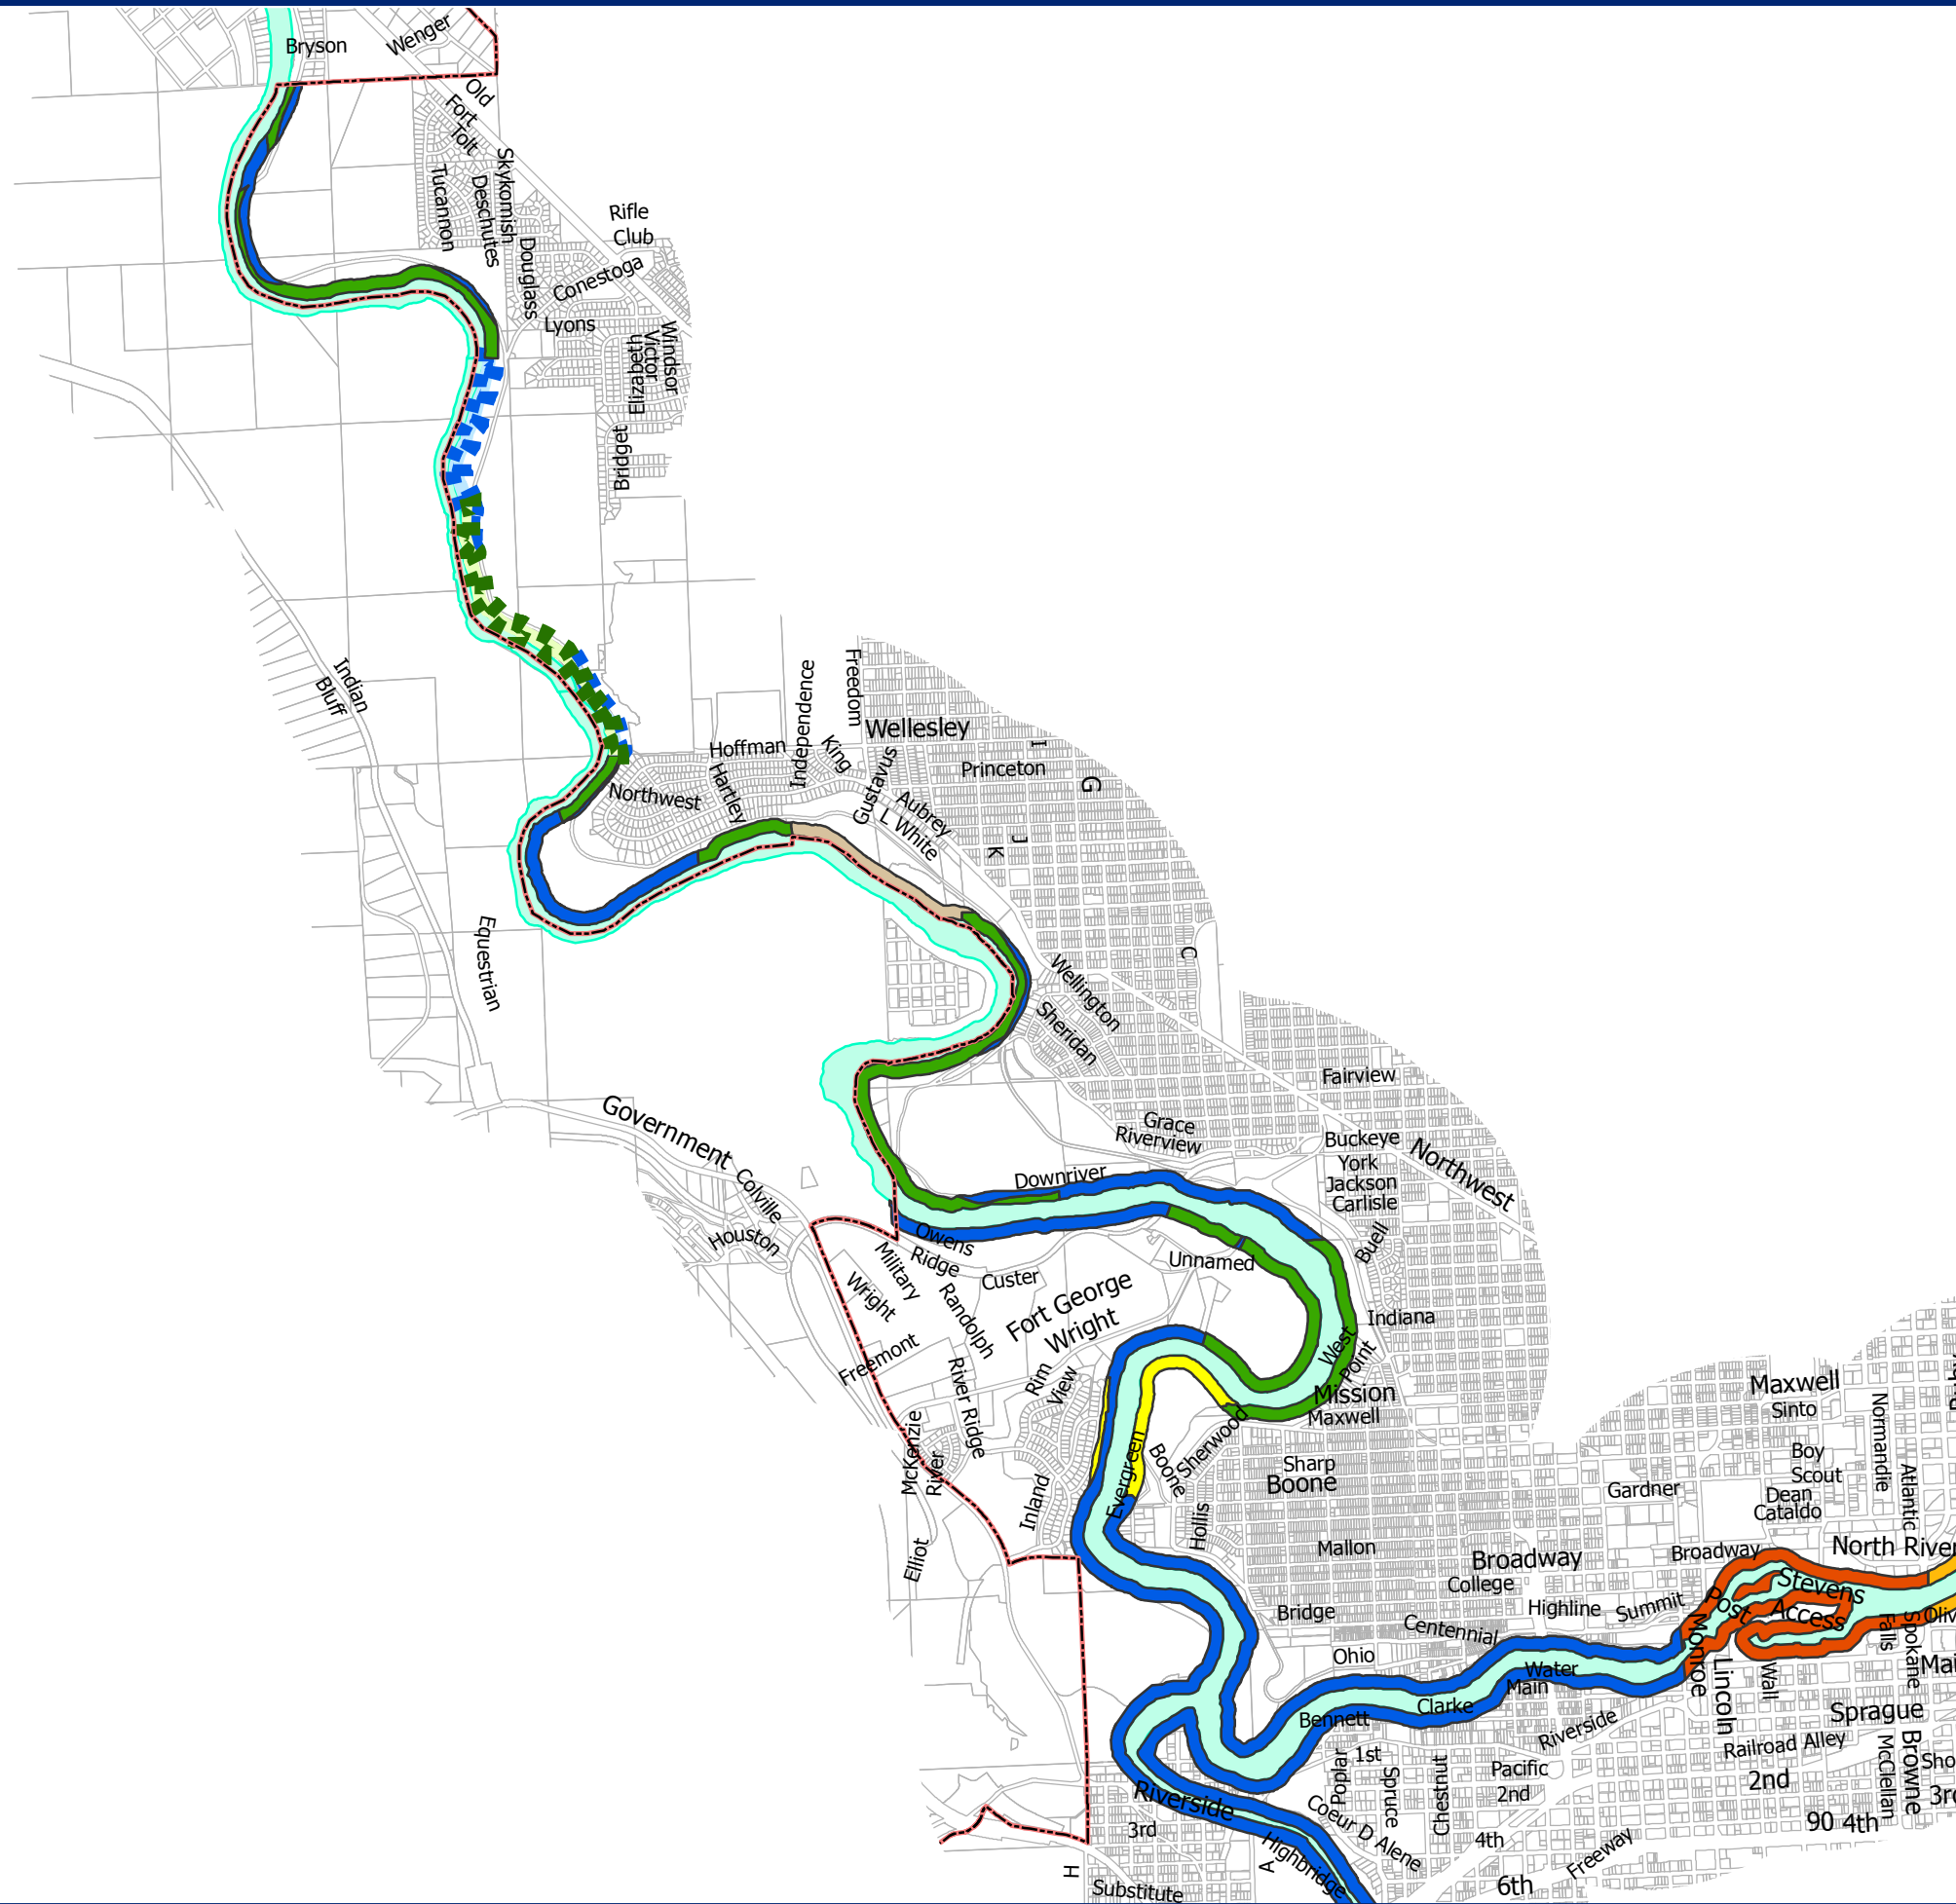 Bryson
Wenger
Old
Fort
Tolt
Tucannon
Deschutes
Skykomish
Douglass
Rifle
Club
Conestoga
Lyons
Elizabeth
Victor
Windsor
Bridget
Indian
Bluff
Equestrian
Hoffman
Northwest
Hartley
Independence
King
Freedom
Wellesley
Gustavus
Princeton
I
G
Aubrey
L White
J
K
C
Wellington
Sheridan
Fairview
Grace
Riverview
Buckeye
York
Jackson
Carlisle
Northwest
Buell
Downriver
Government
Colville
Houston
Owens
Ridge
Military
Wright
Custer
Randolph
Unnamed
Fort George
Wright
Indiana
West
Point
Freemont
River Ridge
Rim
View
Mission
Maxwell
McKenzie
River
Inland
Elliot
Evergreen
Boone
Sherwood
Hollis
Sharp
Boone
Mallon
Maxwell
Sinto
Normandie
Boy
Scout
Atlantic
Gardner
Dean
Cataldo
Broadway
Broadway
North River
College
Bridge
Highline
Summit
Centennial
Ohio
Post
Stevens
Access
Monroe
Lincoln
Wall
Falls
Spokane
Water
Main
Clarke
Bennett
Riverside
Sprague
Railroad Alley
McClellan
Browne
Poplar
1st
Spruce
Chestnut
Pacific
2nd
2nd
Riverside
3rd
Coeur D Alene
4th
90 4th
Freeway
6th
Highbridge
H
A
Substitute